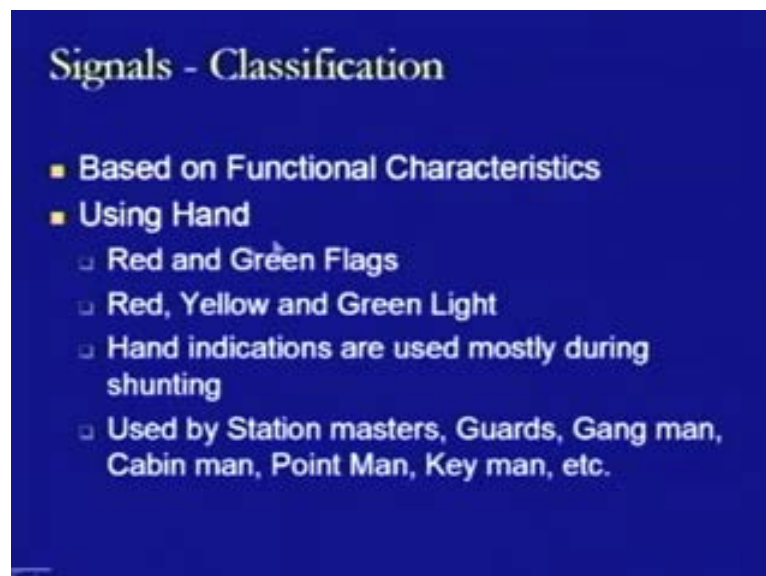 Signals - Classification
Based on Functional Characteristics
Using Hand
Red and Green Flags
Red, Yellow and Green Light
Hand indications are used mostly during
shunting
Used by Station masters, Guards, Gang man,
Cabin man, Point Man, Key man, etc.